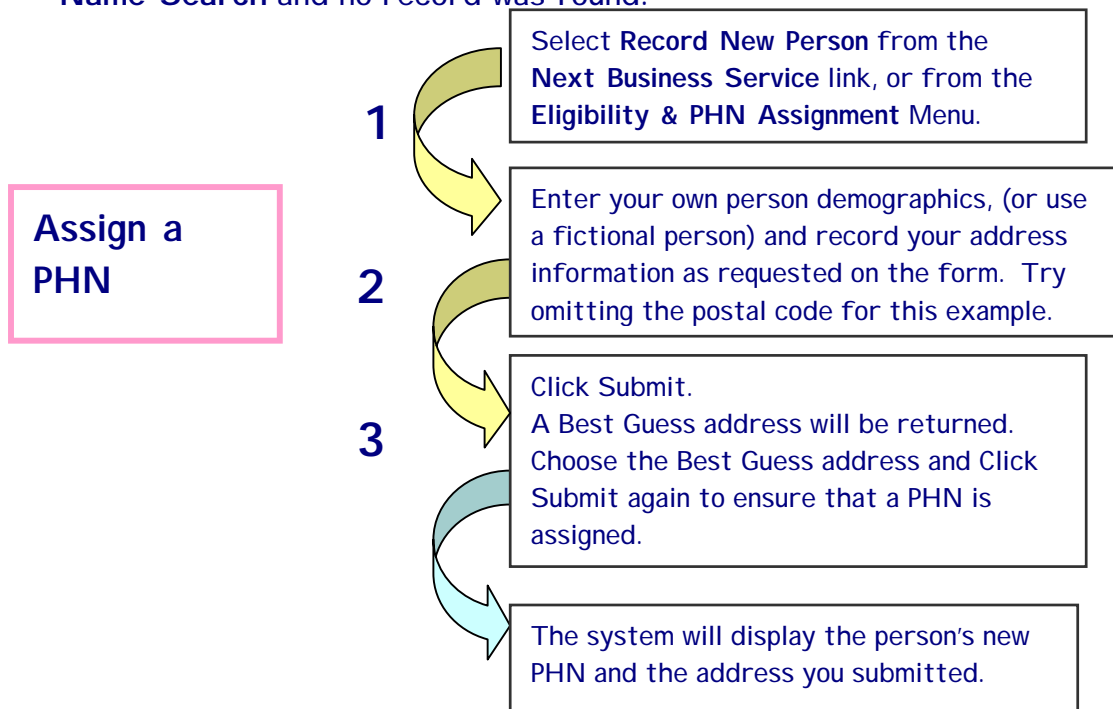 Name Search and no record was found.
Select Record New Person from the
Next Business Service link, or from the
Eligibility & PHN Assignment Menu.
1
Enter your own person demographics, (or use
a fictional person) and record your address
information as requested on the form. Try
omitting the postal code for this example.
Assign a
PHN
2
Click Submit.
A Best Guess address will be returned.
Choose the Best Guess address and Click
Submit again to ensure that a PHN is
assigned.
3
The system will display the person's new
PHN and the address you submitted.